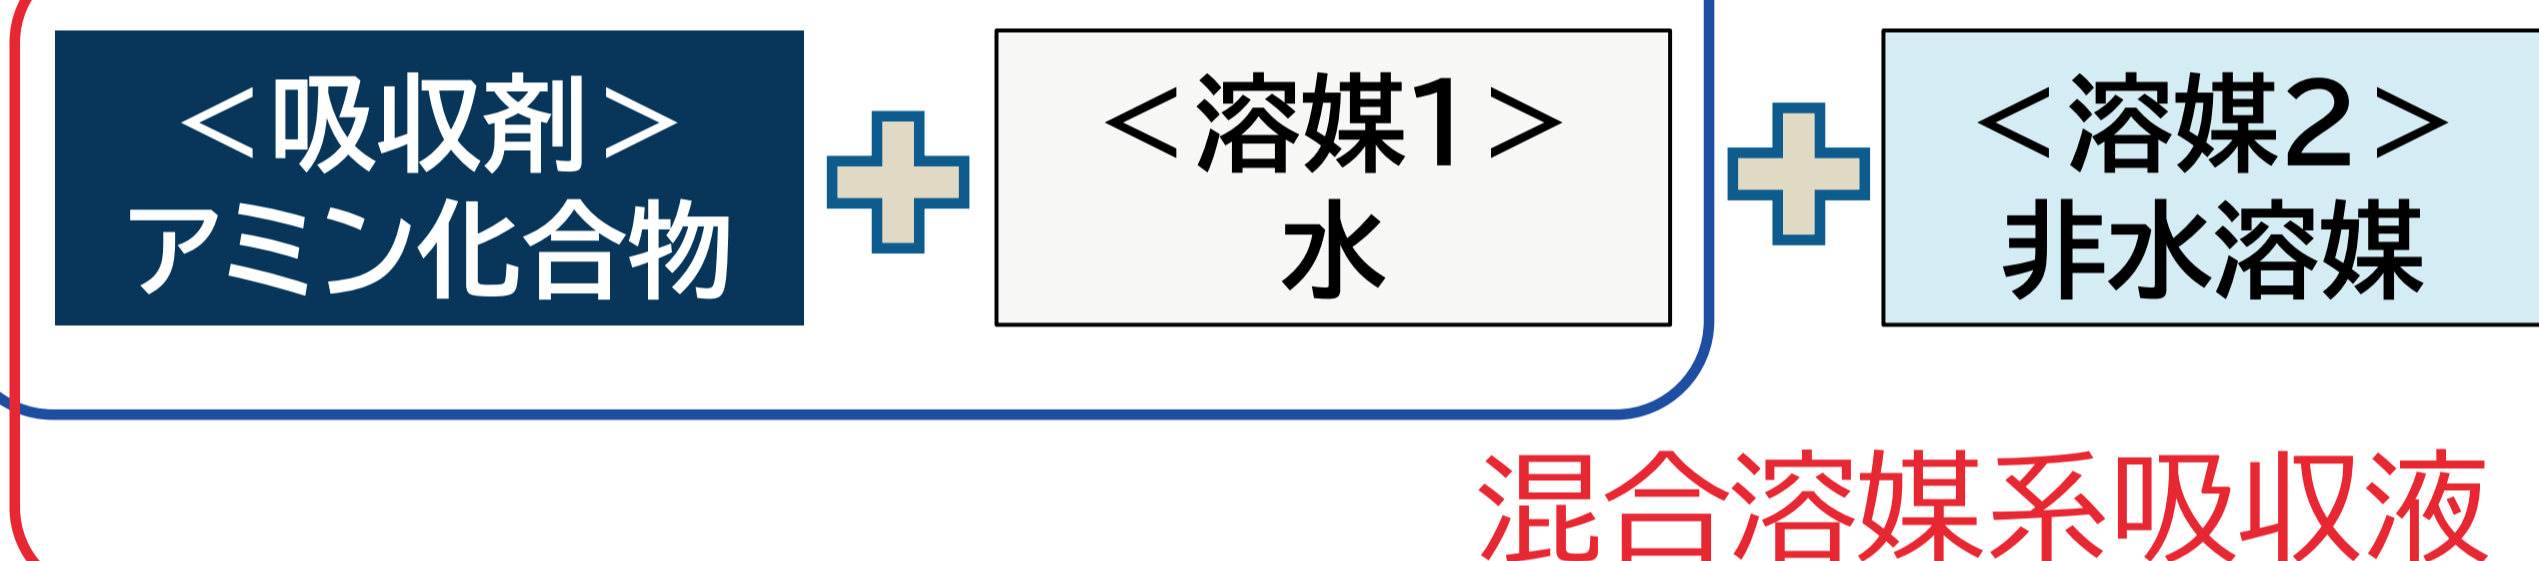 ＜吸収剤＞
アミン化合物
＜溶媒1＞
水
＜溶媒2＞
非水溶媒
混合溶媒系吸収液